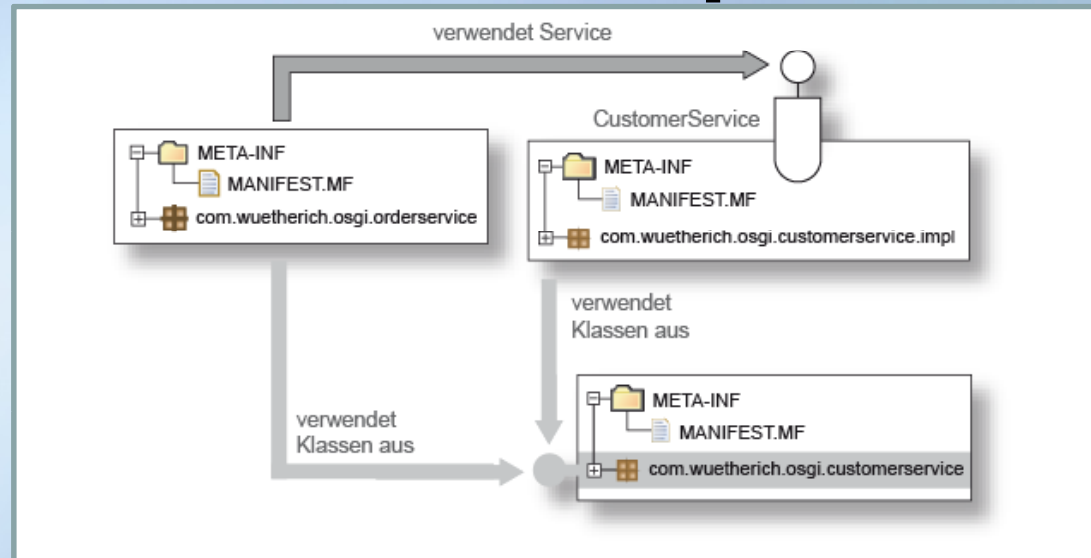 verwendet Service
CustomerService
META-INF
MANIFEST.MF
com.wuetherich.osgi.orderservice
META-INF
MANIFEST.MF
com.wuetherich.osgi.customerservice.impl
verwendet
Klassen aus
verwendet
Klassen aus
META-INF
MANIFEST.MF
com.wuetherich.osgi.customerservice